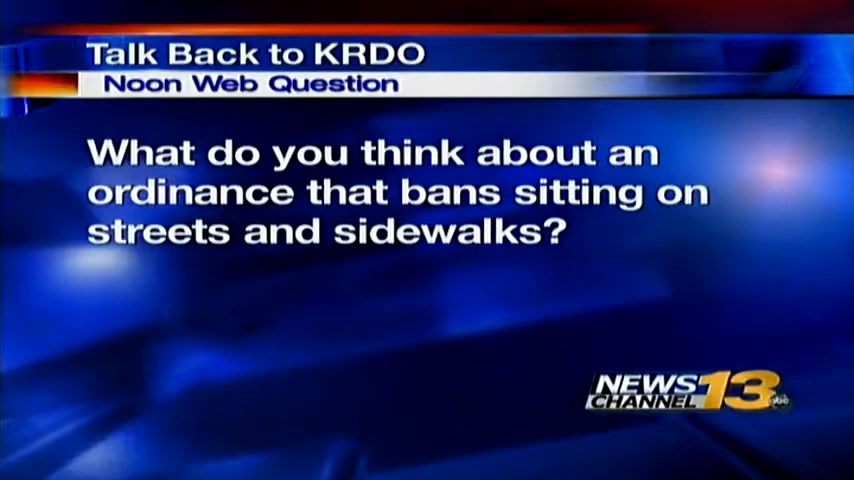 Talk Back to KRDO
Noon Web Question
What do you think about an
ordinance that bans sitting on
streets and sidewalks?
NEWS
CHANNEL 13
abc